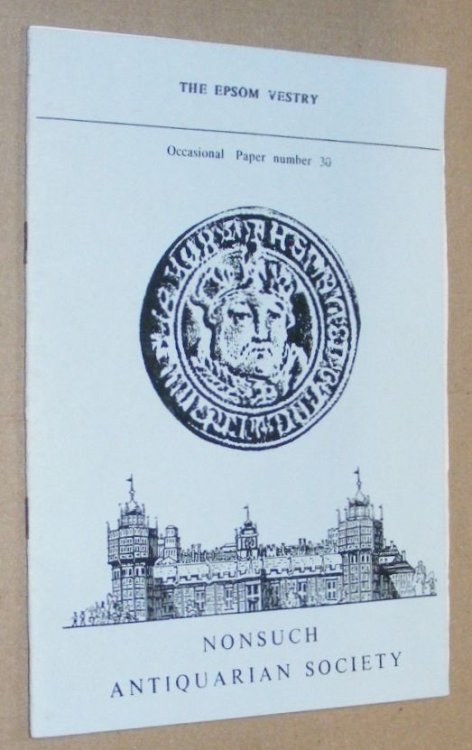 THE EPSOM VESTRY
Occasional Paper number 30
NONSUCH
ANTIQUARIAN SOCIETY